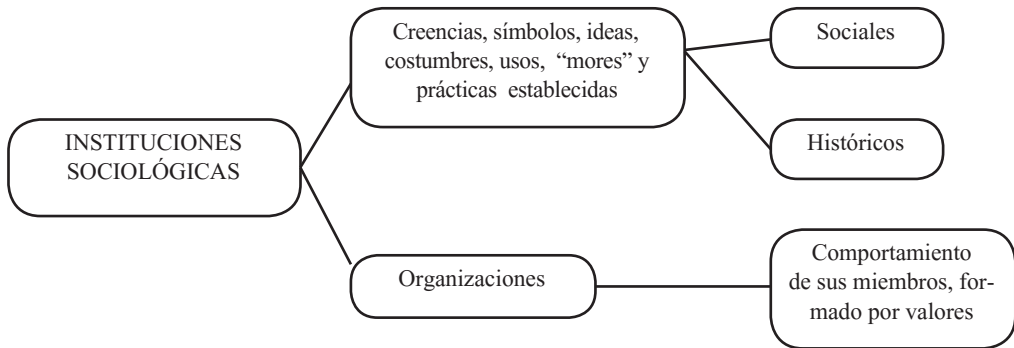 INSTITUCIONES
SOCIOLÓGICAS
Creencias, símbolos, ideas,
costumbres, usos, “mores” y
prácticas establecidas
Sociales
Históricos
Organizaciones
Comportamiento
de sus miembros, for-
mado por valores